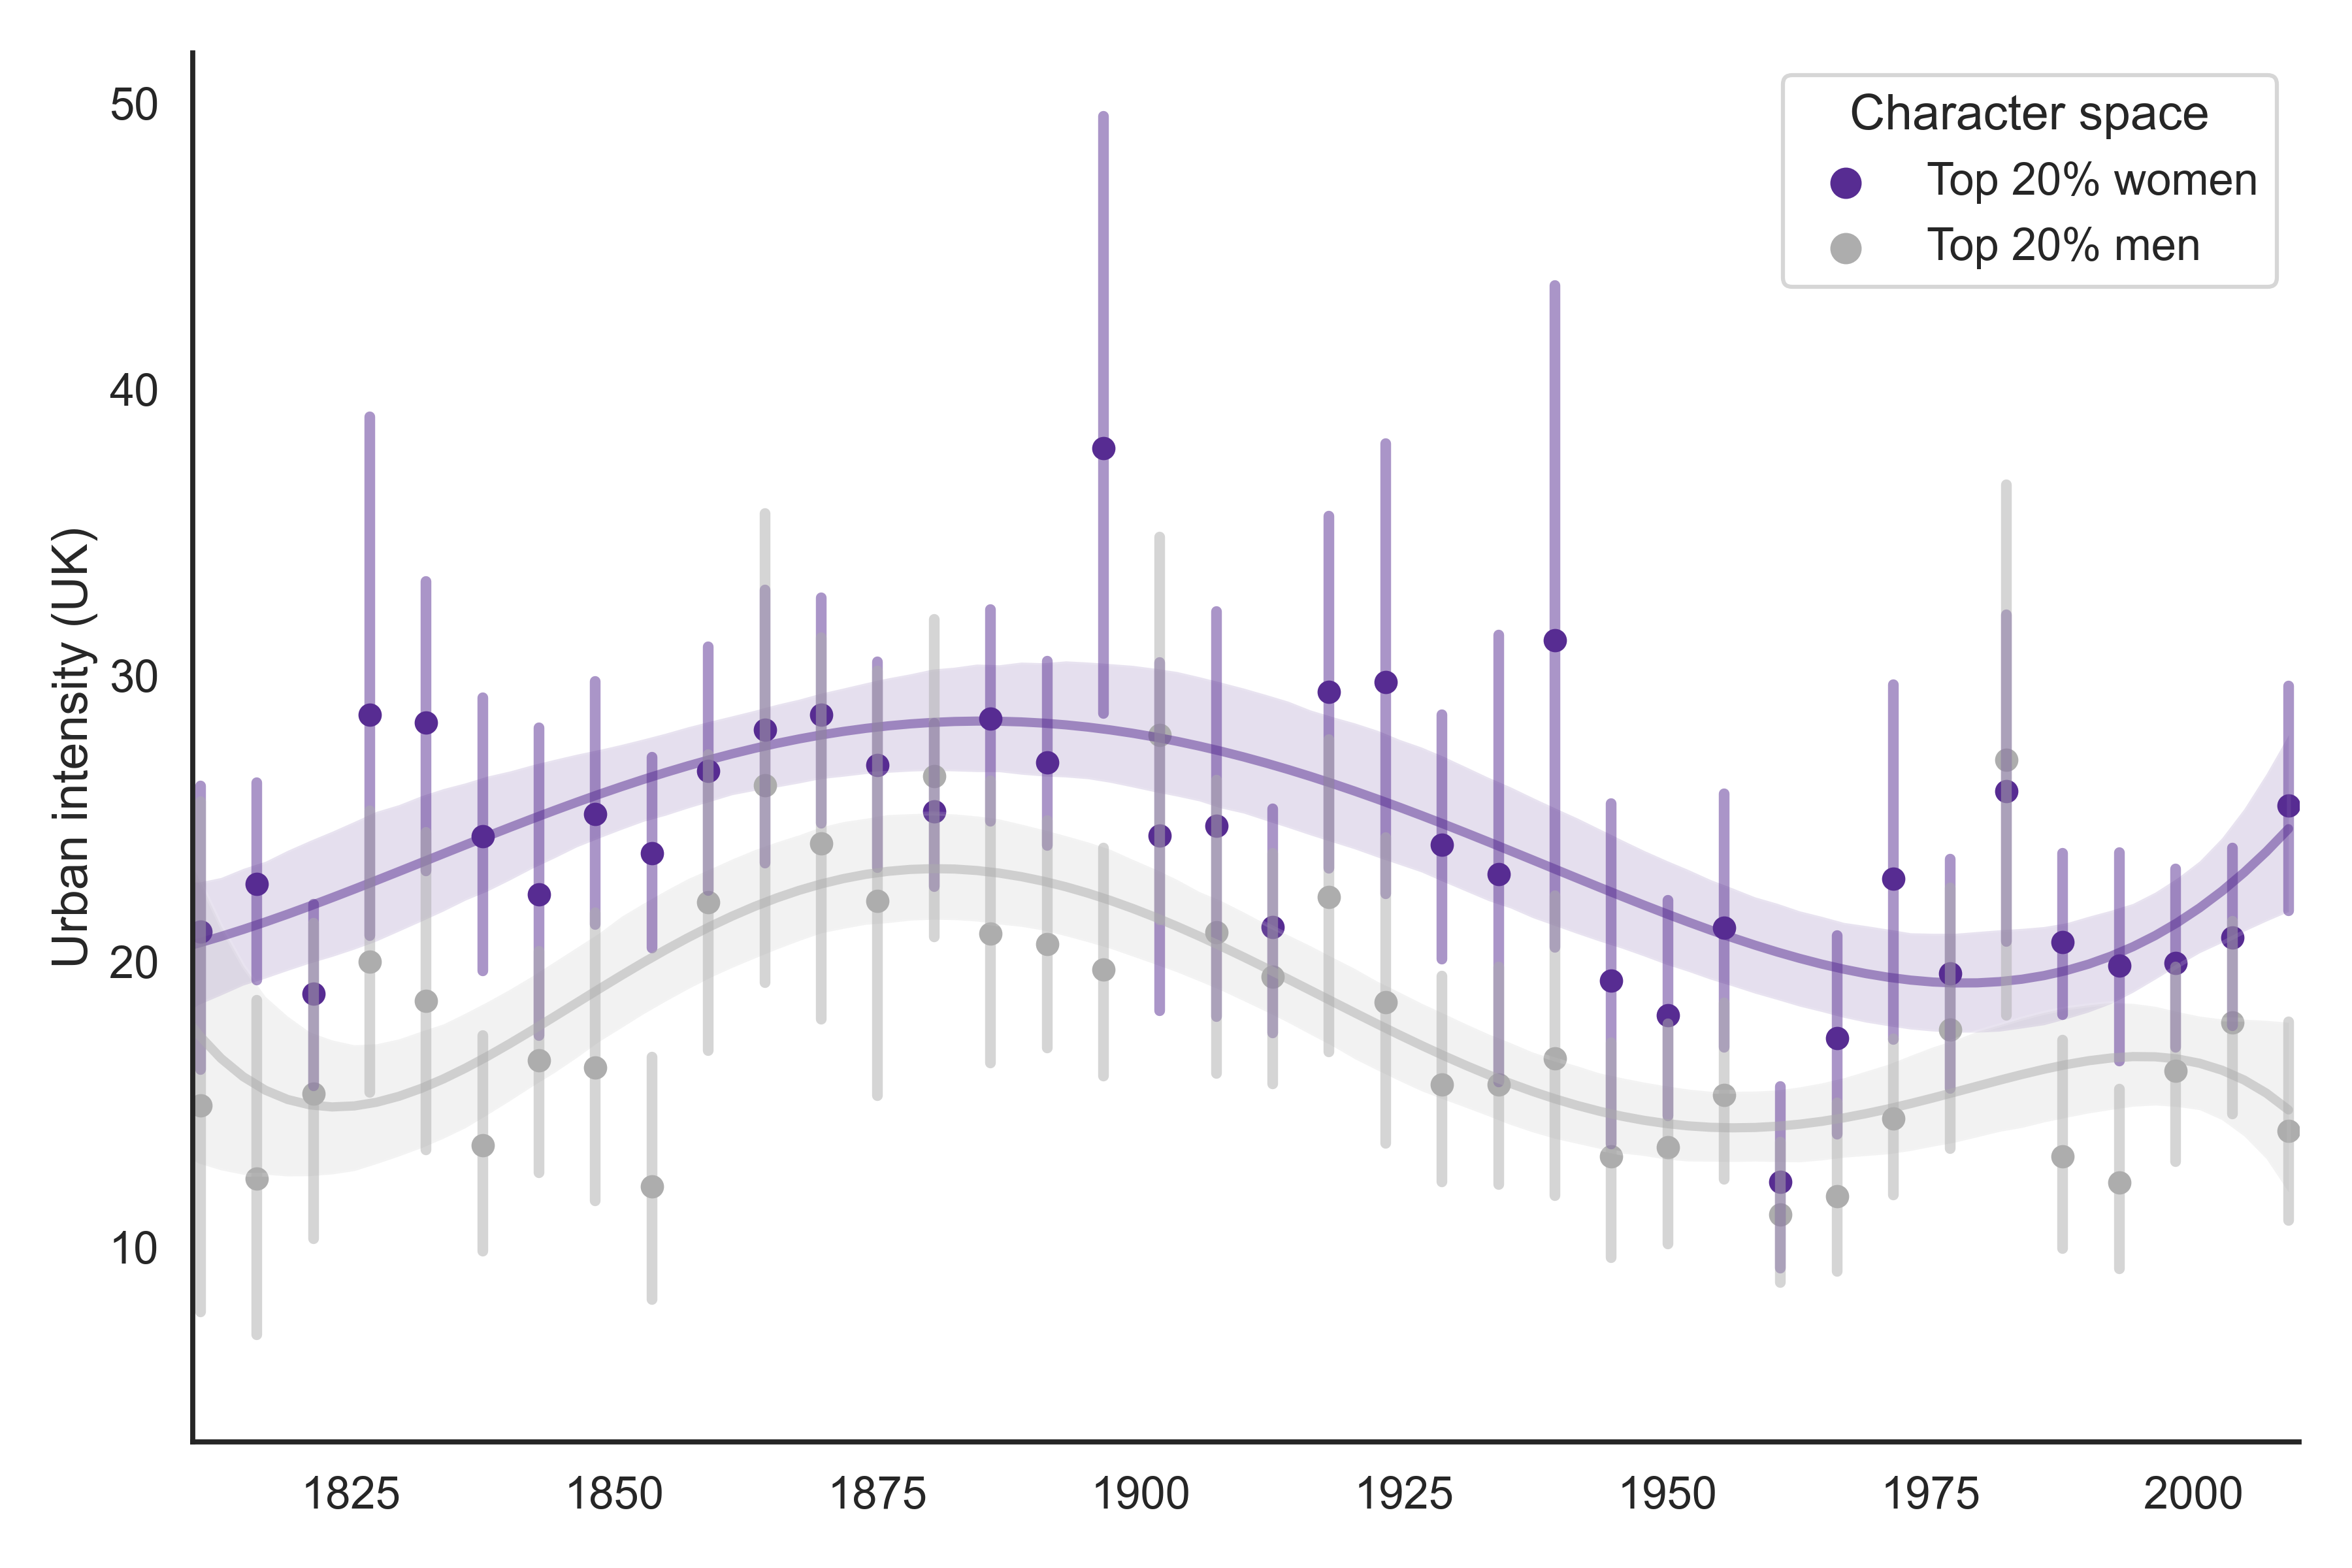 50
40
30
20
10
Urban intensity (UK)
Character space
Top 20% women
Top 20% men
1825 1850 1875 1900 1925 1950 1975 2000